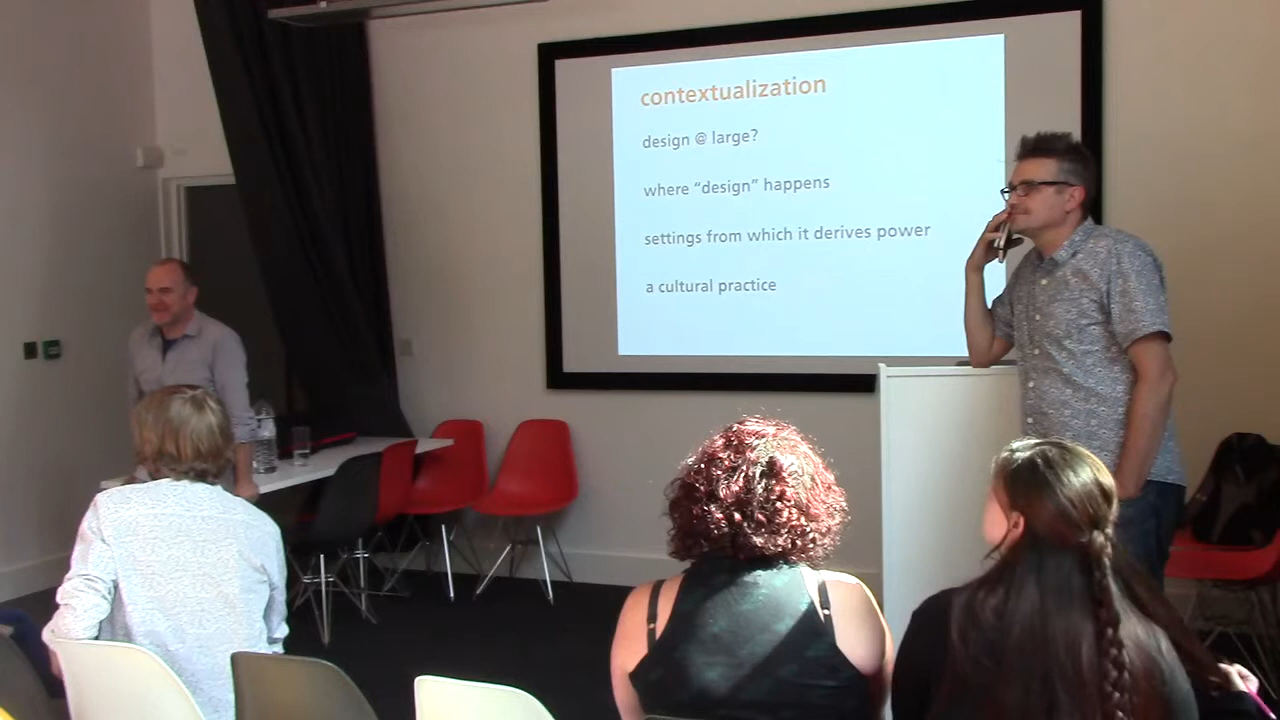 contextualization
design @ large?
where “design” happens
settings from which it derives power
a cultural practice